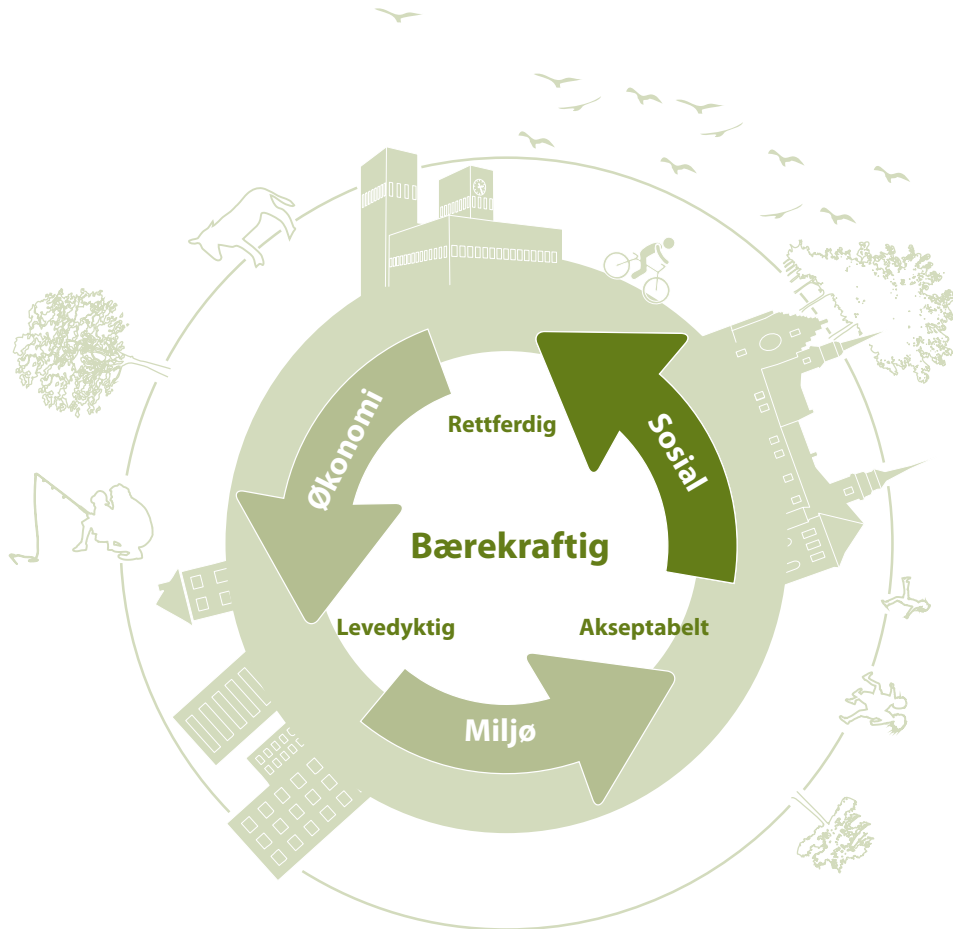 Rettferdig
Økonomi
Sosial
Bærekraftig
Levedyktig
Akseptabelt
Miljø